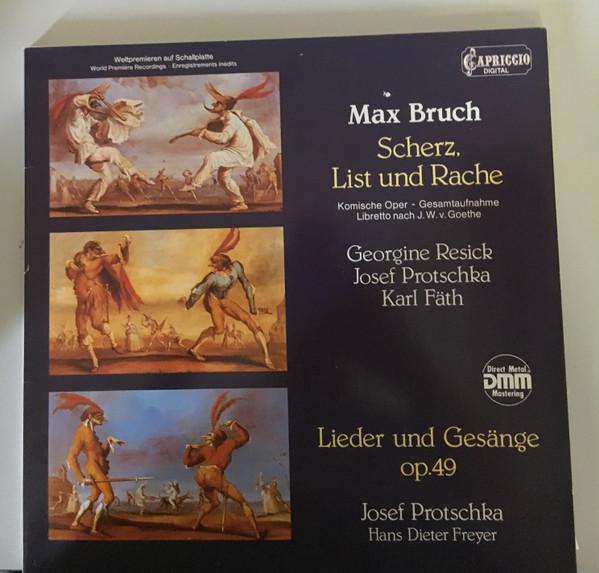 Weltpremieren auf Schallplatte
World Première Recordings · Enregistrements inédits
CAPRICCIO
DIGITAL
Max Bruch
Scherz,
List und Rache
Komische Oper - Gesamtaufnahme
Libretto nach J. W. v. Goethe
Georgine Resick
Josef Protschka
Karl Fäth
Direct Metal
DMM
Mastering
Lieder und Gesänge
op.49
Josef Protschka
Hans Dieter Freyer